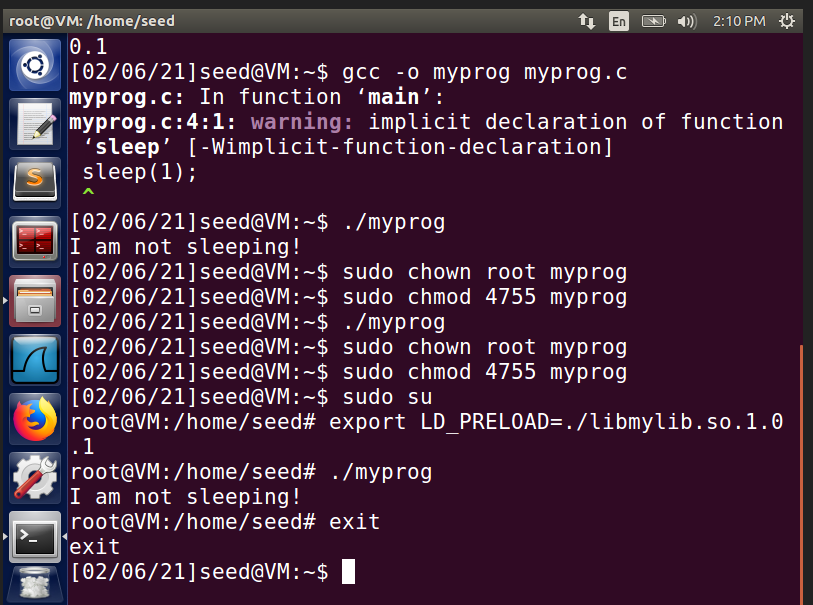 root@VM: /home/seed
En
2:10 PM
0.1
[02/06/21]seed@VM:~$ gcc -o myprog myprog.c
myprog.c: In function ‘main’:
myprog.c:4:1: warning: implicit declaration of function
‘sleep’ [-Wimplicit-function-declaration]
sleep(1);
^
[02/06/21]seed@VM:~$ ./myprog
I am not sleeping!
[02/06/21]seed@VM:~$ sudo chown root myprog
[02/06/21]seed@VM:~$ sudo chmod 4755 myprog
[02/06/21]seed@VM:~$ ./myprog
[02/06/21]seed@VM:~$ sudo chown root myprog
[02/06/21]seed@VM:~$ sudo chmod 4755 myprog
[02/06/21]seed@VM:~$ sudo su
root@VM:/home/seed# export LD_PRELOAD=./libmylib.so.1.0
.1
root@VM:/home/seed# ./myprog
I am not sleeping!
root@VM:/home/seed# exit
exit
[02/06/21]seed@VM:~$